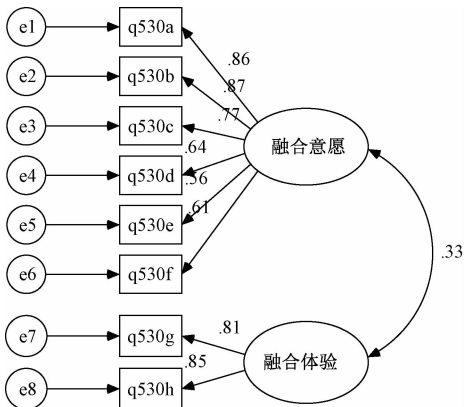 e1 q530a
.86
e2 q530b
.87
.77
e3 q530c
融合意愿
.64
e4 q530d
.56
.61
e5 q530e
.33
e6 q530f
.81
e7 q530g
融合体验
.85
e8 q530h